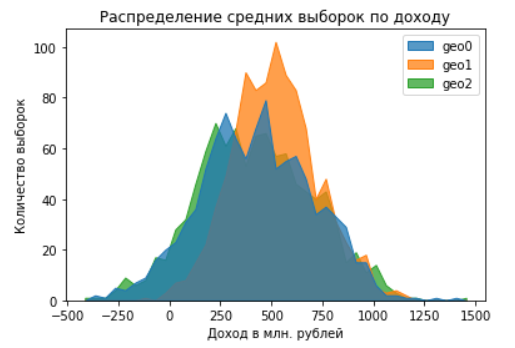 Распределение средних выборок по доходу
Количество выборок
100
80
60
40
20
0
geo0
geo1
geo2
−500
−250
0
250
500
750
1000
1250
1500
Доход в млн. рублей